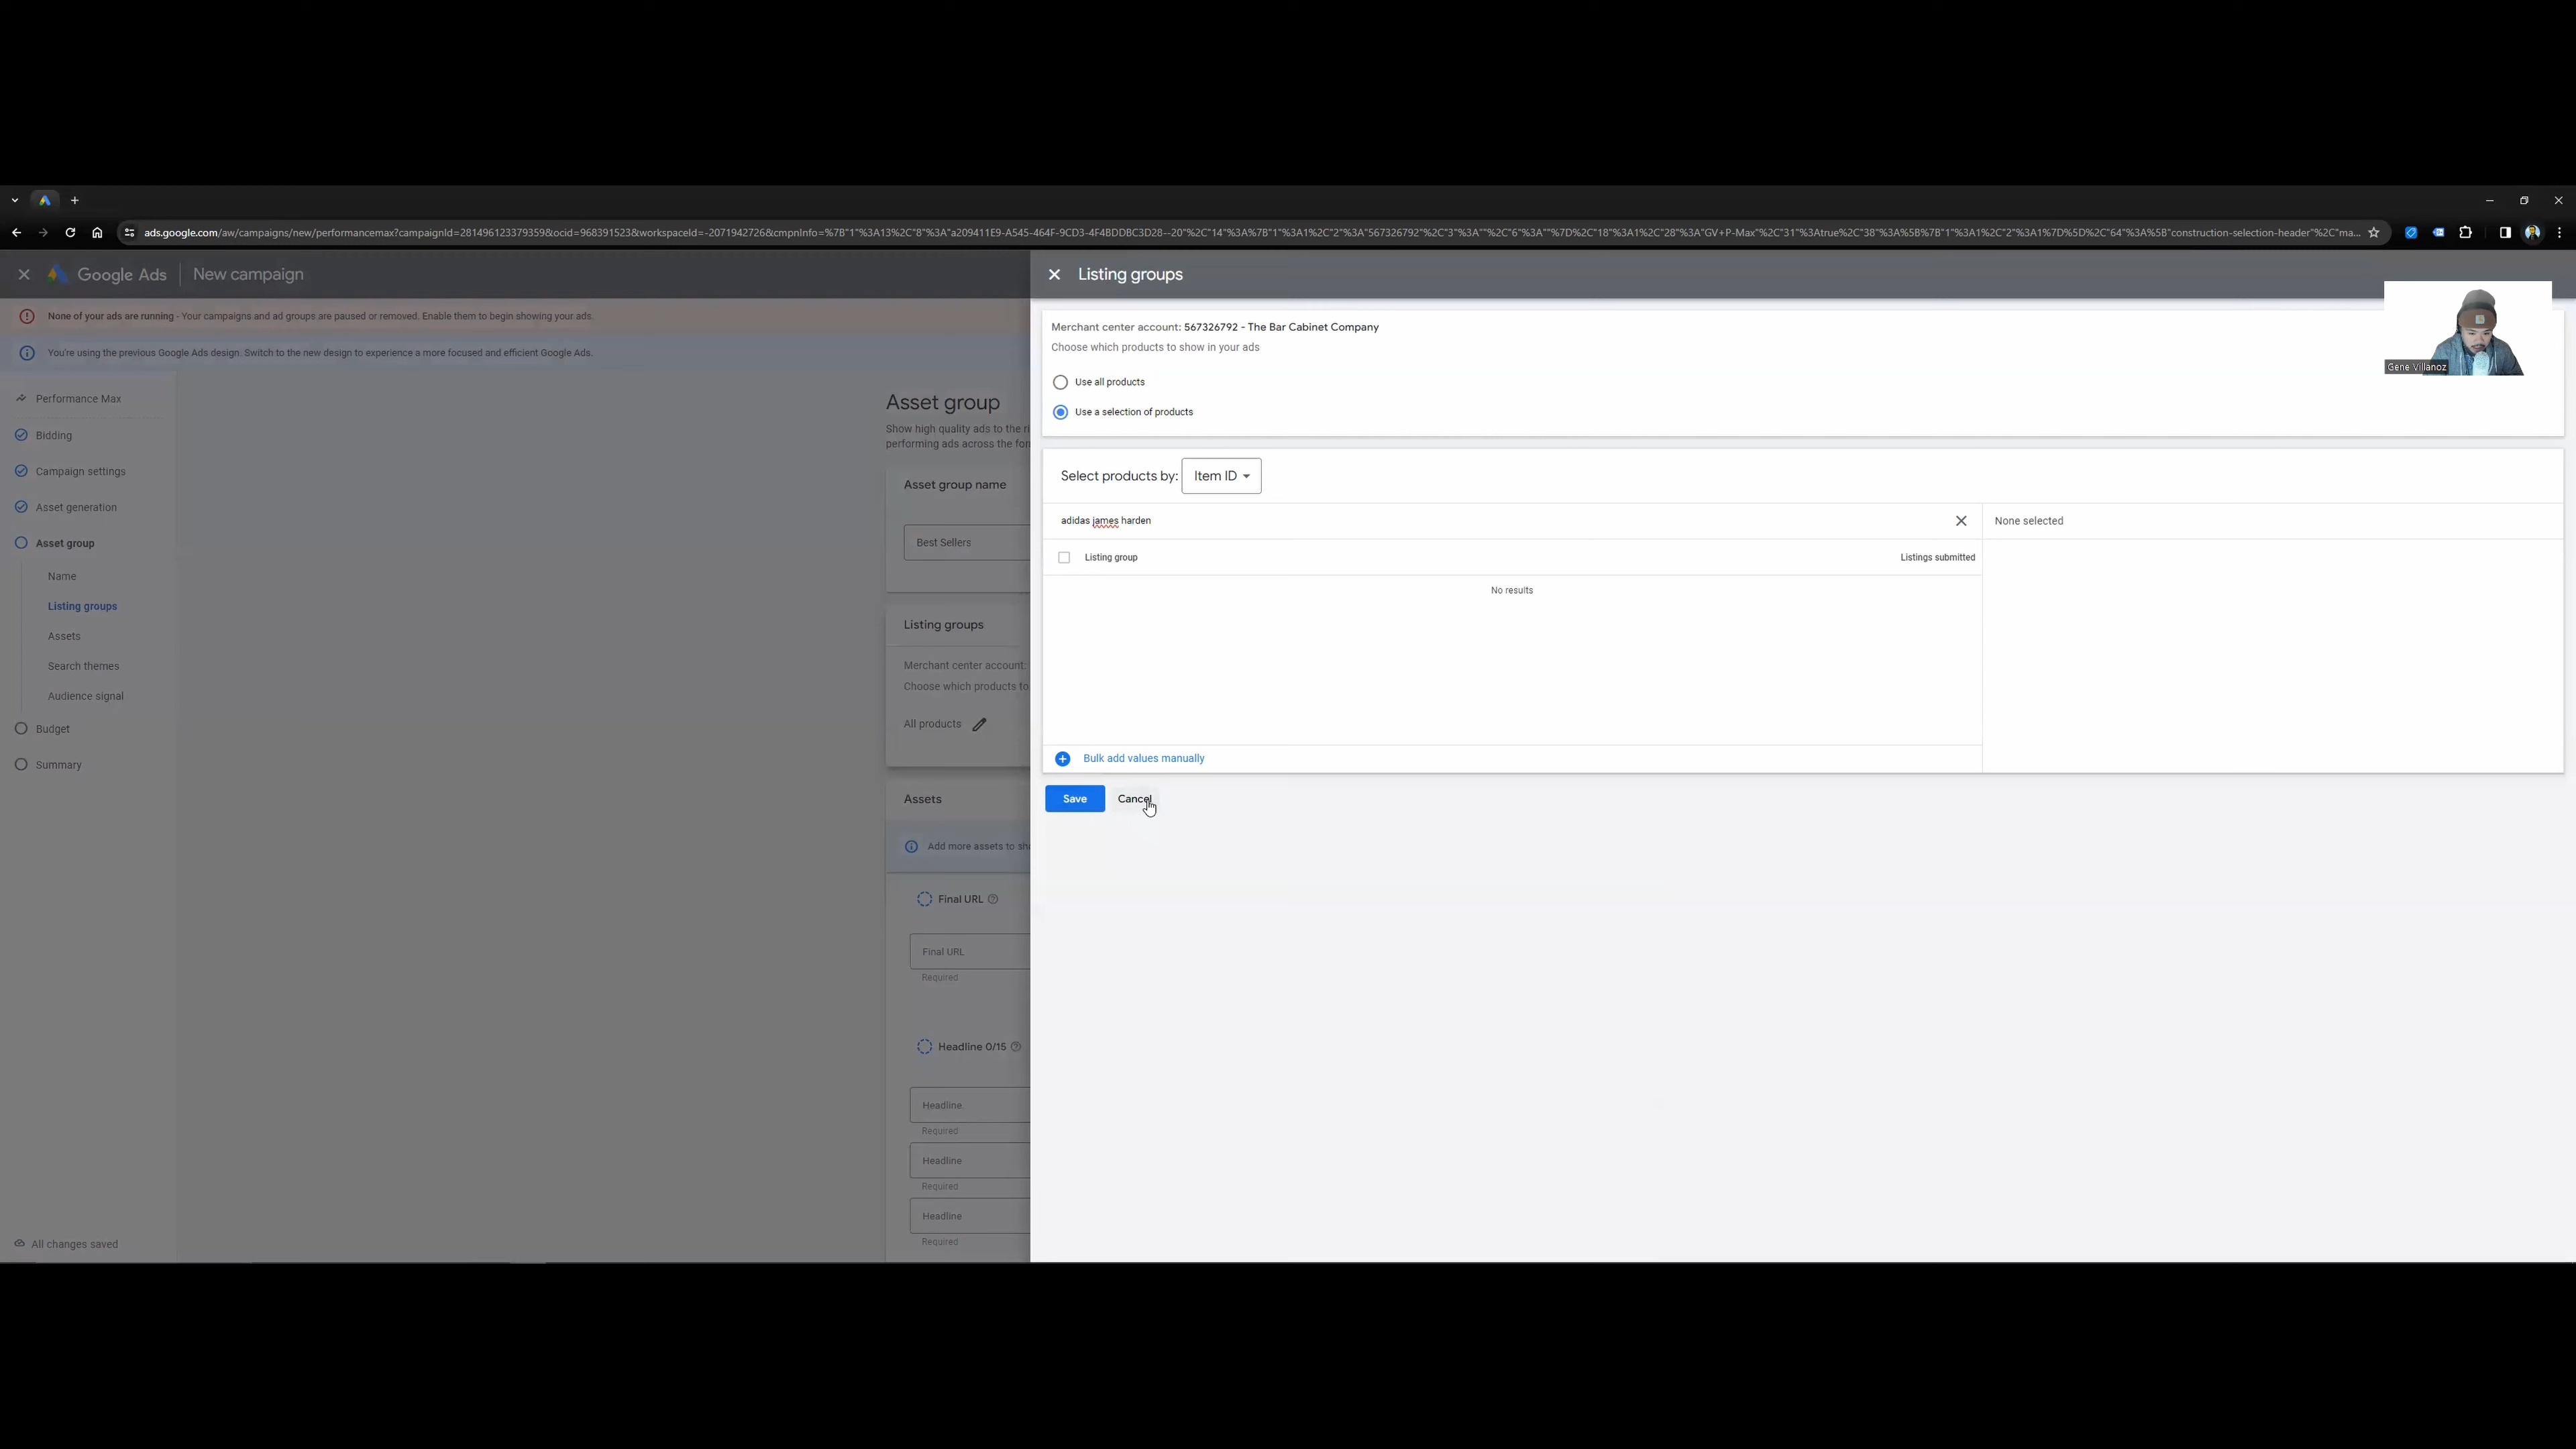 ads.google.com/aw/campaigns/new/performancemax?campaignId=281496123379359&ocid=968391523&workspaceId=-2071942726&cmpnInfo=%7B"1"%3A13%2C"8"%3A"a209411E9-A545-464F-9CD3-4F4BDDBC3D28--20"%2C"14"%3A%7B"1"%3A1%2C"2"%3A"567326792"%2C"3"%3A""%2C"6"%3A""%7D%2C"18"%3A1%2C"28"%3A"GV+P-Max"%2C"31"%3Atrue%2C"38"%3A%5B%7B"1"%3A1%2C"2"%3A1%7D%5D%2C"64"%3A%5B"construction-selection-header"%2C"ma...
Google Ads
New campaign
Listing groups
None of your ads are running - Your campaigns and ad groups are paused or removed. Enable them to begin showing your ads.
You're using the previous Google Ads design. Switch to the new design to experience a more focused and efficient Google Ads.
Performance Max
Bidding
Campaign settings
Asset generation
Asset group
Name
Listing groups
Assets
Search themes
Audience signal
Budget
Summary
All changes saved
Asset group
Show high quality ads to the ri
performing ads across the for
Asset group name
Best Sellers
Listing groups
Merchant center account:
Choose which products to
All products
Assets
Add more assets to sh
Final URL
Final URL
Required
Headline 0/15
Headline
Required
Headline
Required
Headline
Required
Merchant center account: 567326792 - The Bar Cabinet Company
Choose which products to show in your ads
Use all products
Use a selection of products
Gene Villanoz
Select products by: Item ID
adidas james harden
None selected
Listing group
Listings submitted
No results
Bulk add values manually
Save
Cancel